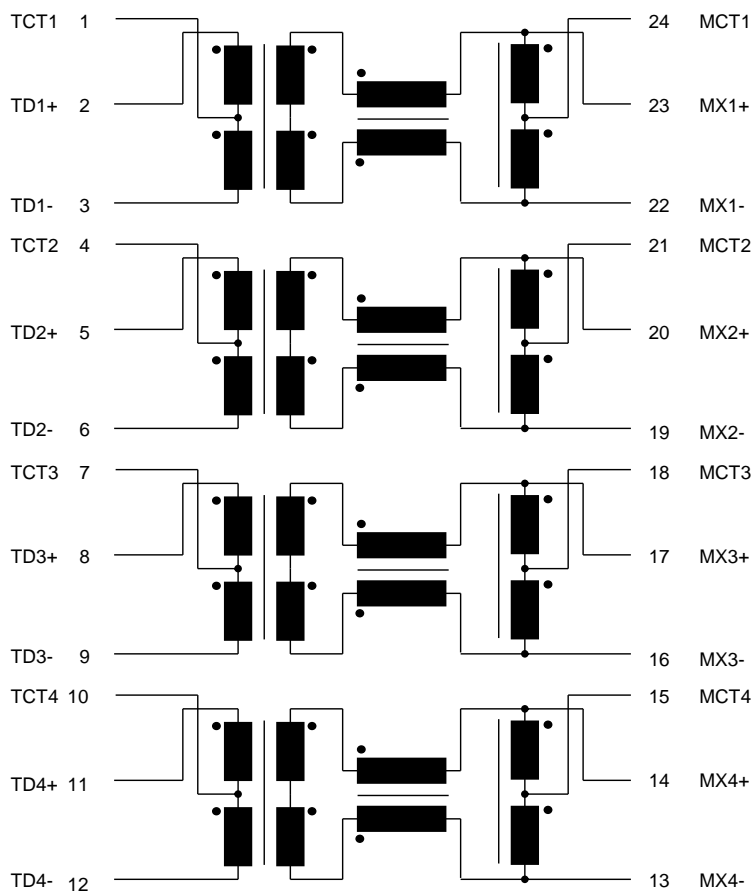 TCT1 1 24 MCT1
TD1+ 2 23 MX1+
TD1- 3 22 MX1-
TCT2 4 21 MCT2
TD2+ 5 20 MX2+
TD2- 6 19 MX2-
TCT3 7 18 MCT3
TD3+ 8 17 MX3+
TD3- 9 16 MX3-
TCT4 10 15 MCT4
TD4+ 11 14 MX4+
TD4- 12 13 MX4-